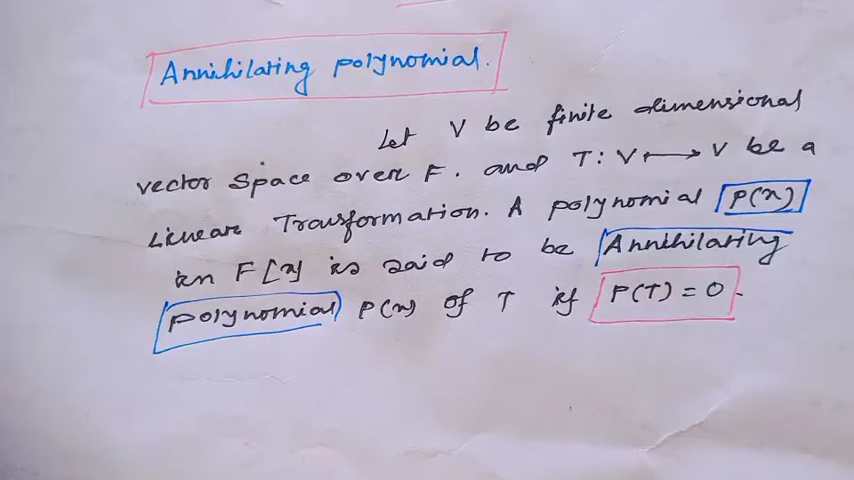 Annihilating polynomial.
Let V be finite dimensional
vector space over F. and T: V ↦ V be a
Linear Transformation. A polynomial P(x)
in F[x] is said to be Annihilating
polynomial P(x) of T if P(T) = 0.